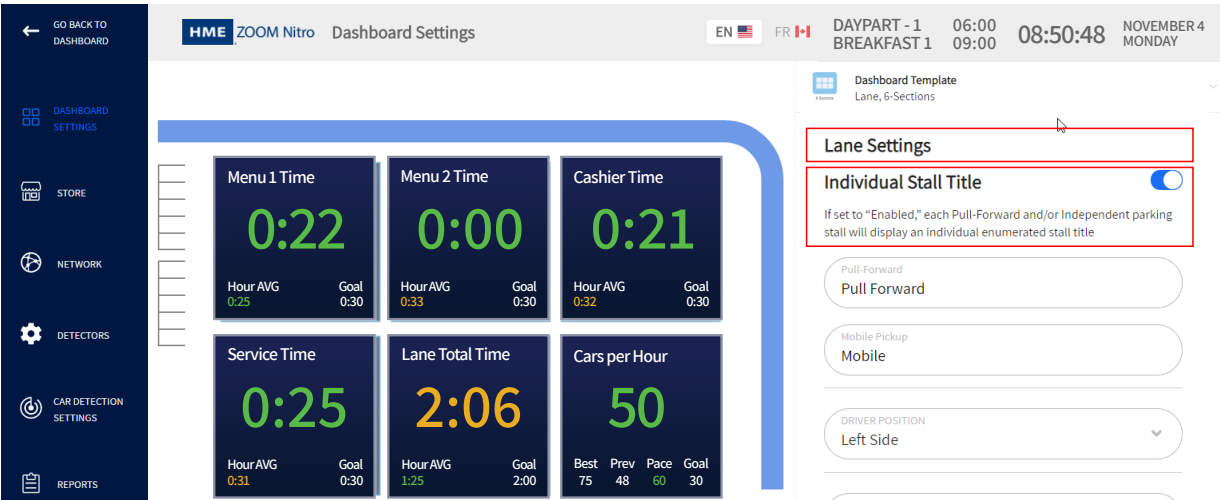 GO BACK TO
DASHBOARD
HME ZOOM Nitro Dashboard Settings
EN FR
DAYPART - 1 06:00
BREAKFAST 1 09:00
08:50:48
NOVEMBER 4
MONDAY
DASHBOARD
SETTINGS
STORE
NETWORK
DETECTORS
CAR DETECTION
SETTINGS
REPORTS
Menu 1 Time
0:22
Hour AVG Goal
0:25 0:30
Menu 2 Time
0:00
Hour AVG Goal
0:33 0:30
Cashier Time
0:21
Hour AVG Goal
0:32 0:30
Service Time
0:25
Hour AVG Goal
0:31 0:30
Lane Total Time
2:06
Hour AVG Goal
1:25 2:00
Cars per Hour
50
Best Prev Pace Goal
75 48 60 30
Dashboard Template
Lane, 6-Sections
Lane Settings
Individual Stall Title
If set to “Enabled,” each Pull-Forward and/or Independent parking
stall will display an individual enumerated stall title
Pull-Forward
Pull Forward
Mobile Pickup
Mobile
DRIVER POSITION
Left Side